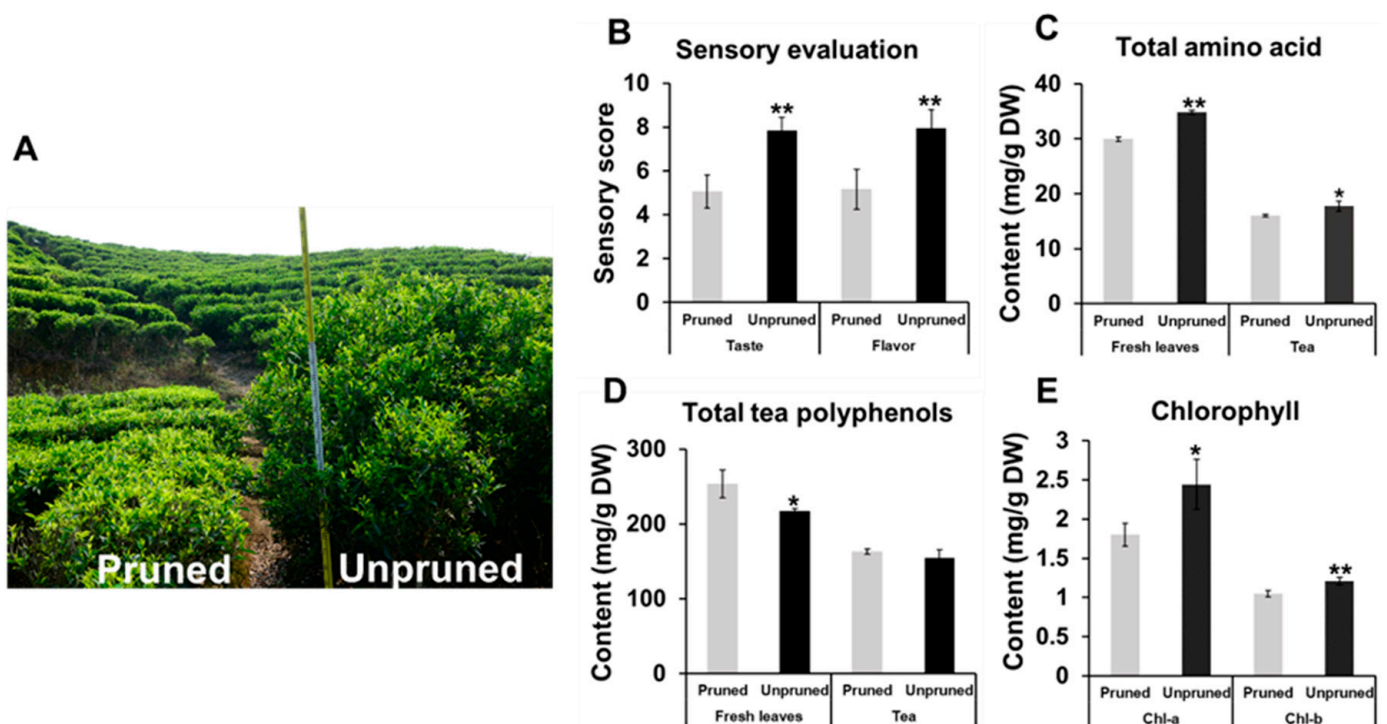 A
Pruned
Unpruned
B
Sensory evaluation
Sensory score
10
8
6
4
2
0
**
**
Pruned Unpruned Pruned Unpruned
Taste Flavor
C
Total amino acid
Content (mg/g DW)
40
30
20
10
0
**
*
Pruned Unpruned Pruned Unpruned
Fresh leaves Tea
D
Total tea polyphenols
Content (mg/g DW)
300
200
100
0
*
Pruned Unpruned Pruned Unpruned
Fresh leaves Tea
E
Chlorophyll
Content (mg/g DW)
3
2.5
2
1.5
1
0.5
0
*
**
Pruned Unpruned Pruned Unpruned
Chl-a Chl-b